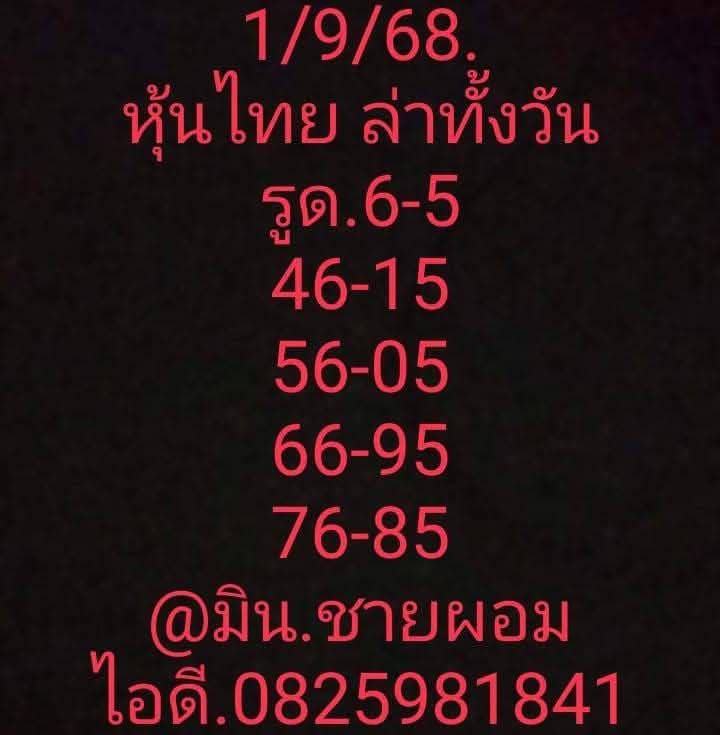 1/9/68.
หุ้นไทย ล่าทั้งวัน
รูด.6-5
46-15
56-05
66-95
76-85
@มิน.ชายผอม
ไอดี.0825981841